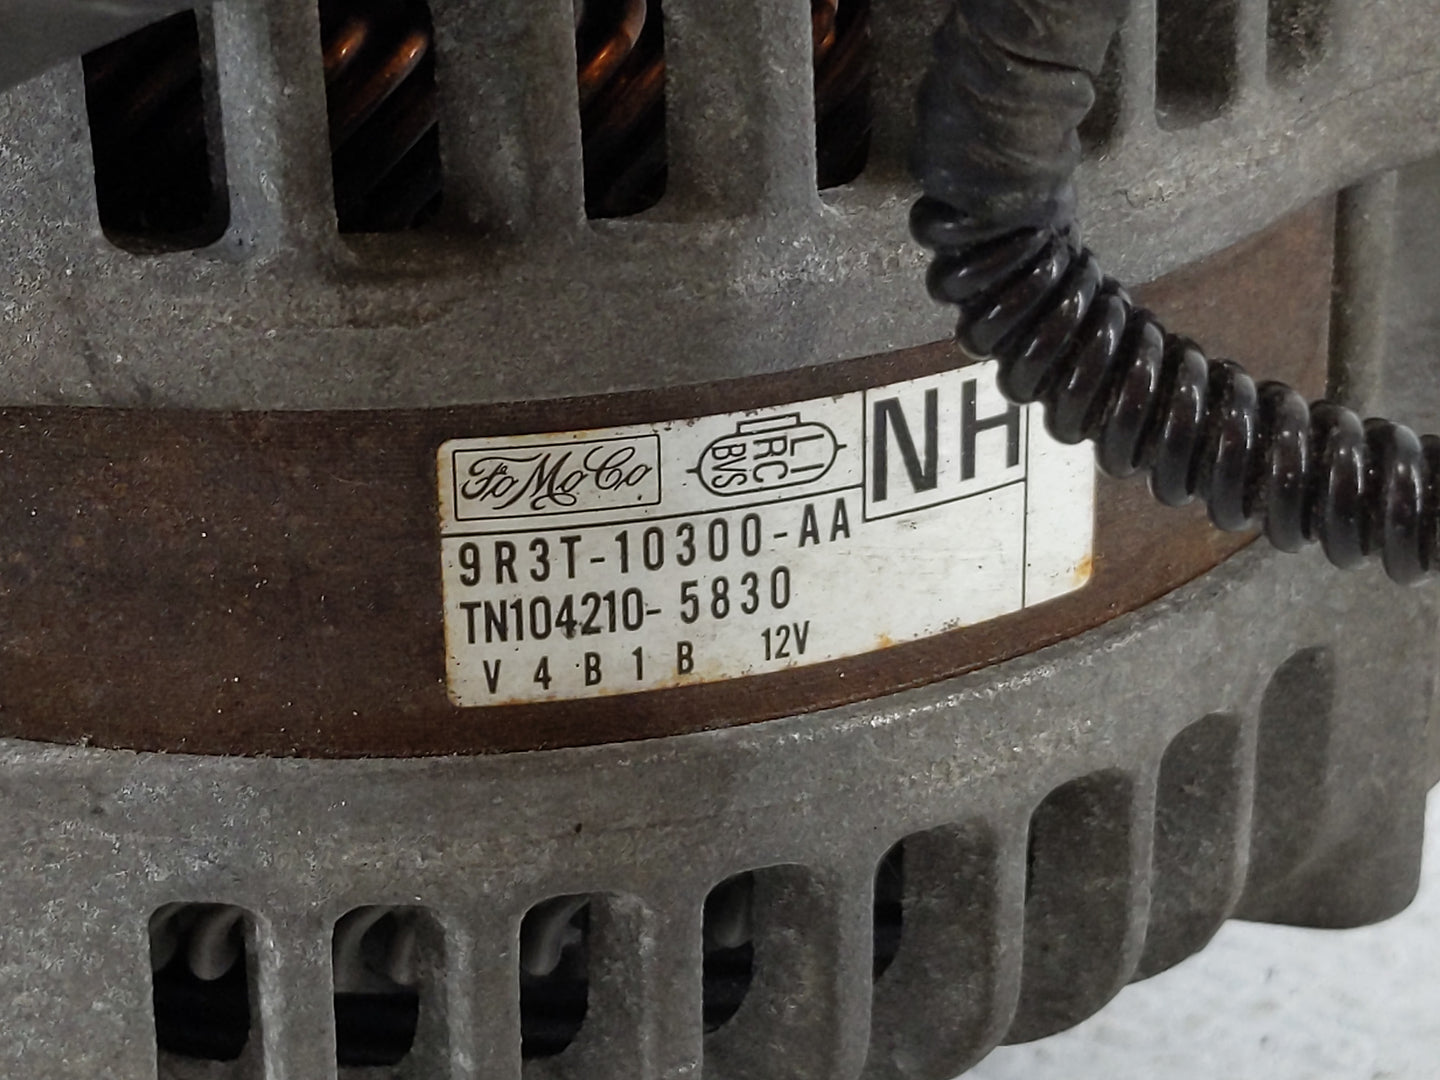 FoMoCo
LI
RC
BVS
NH
9R3T-10300-AA
TN104210-5830
V 4 B 1 B 12V